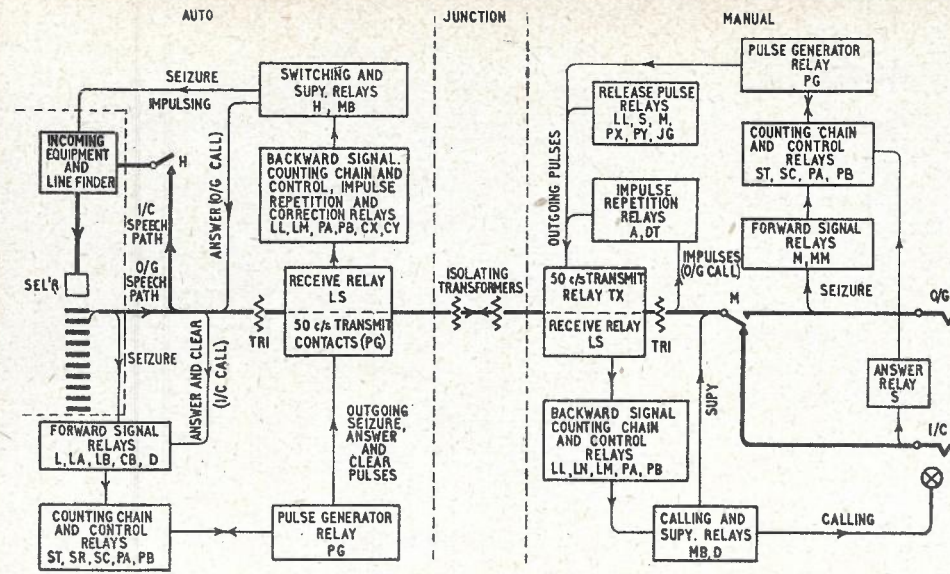 AUTO
JUNCTION
MANUAL
SEIZURE
IMPULSING
SWITCHING AND
SUPY. RELAYS
H , MB
INCOMING
EQUIPMENT
AND
LINE FINDER
H
I/C
SPEECH
PATH
O/G
SPEECH
PATH
SEL'R
ANSWER (O/G CALL)
BACKWARD SIGNAL.
COUNTING CHAIN
AND
CONTROL, IMPULSE
REPETITION AND
CORRECTION RELAYS
LL, LM, PA, PB, CX, CY
RECEIVE RELAY
LS
50 c/s TRANSMIT
CONTACTS (PG)
TRI
SEIZURE
ANSWER AND CLEAR
(I/C CALL)
FORWARD SIGNAL
RELAYS
L, LA, LB, CB, D
COUNTING CHAIN
AND CONTROL
RELAYS
ST, SR, SC, PA, PB
OUTGOING
SEIZURE,
ANSWER
AND
CLEAR
PULSES
PULSE GENERATOR
RELAY
PG
ISOLATING
TRANSFORMERS
PULSE GENERATOR
RELAY
PG
RELEASE PULSE
RELAYS
LL, S, M,
PX, PY, JG
OUTGOING PULSES
IMPULSE
REPETITION
RELAYS
A, DT
COUNTING CHAIN
AND CONTROL
RELAYS
ST, SC, PA, PB
FORWARD SIGNAL
RELAYS
M, MM
IMPULSES
(O/G CALL)
SEIZURE
50 c/s TRANSMIT
RELAY TX
RECEIVE RELAY
LS
TRI
M
O/G
SUPY
ANSWER
RELAY
S
I/C
BACKWARD SIGNAL
COUNTING CHAIN
AND CONTROL
RELAYS
LL, LN, LM, PA, PB
CALLING AND
SUPY. RELAYS
MB, D
CALLING